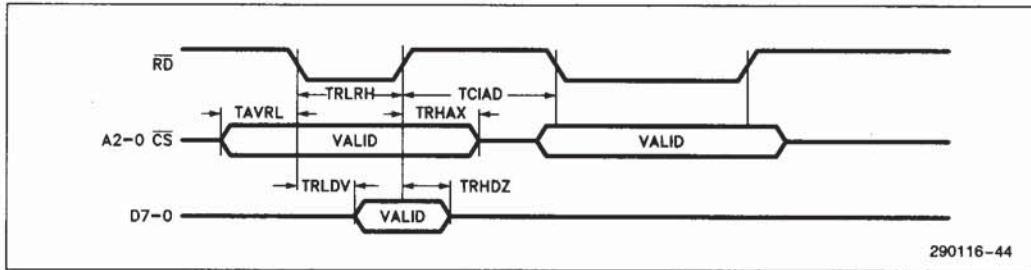 RD
TRLRH
TCIAD
TAVRL
TRHAX
A2-0 CS
VALID
VALID
TRLDV
TRHDZ
D7-0
VALID
290116-44